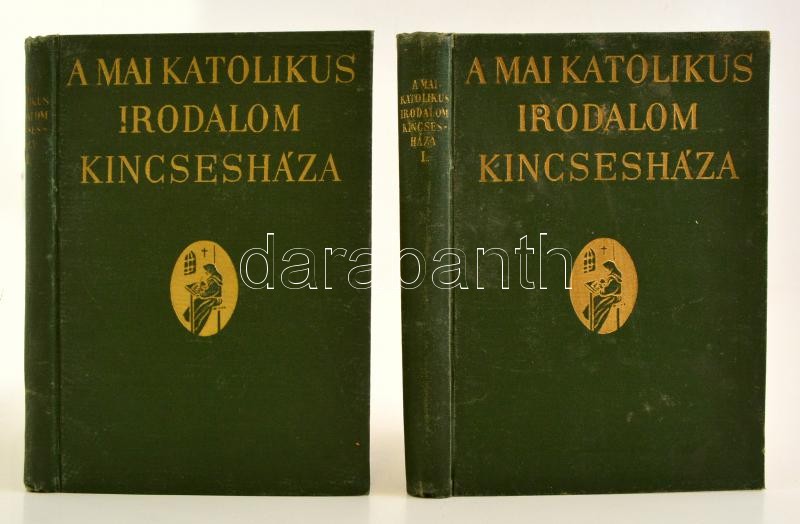 A MAI KATOLIKUS
IRODALOM
KINCSESHÁZA
A MAI
KATOLIKUS
IRODALOM
KINCSES-
HÁZA
I.
A MAI KATOLIKUS
IRODALOM
KINCSESHÁZA
darabanth